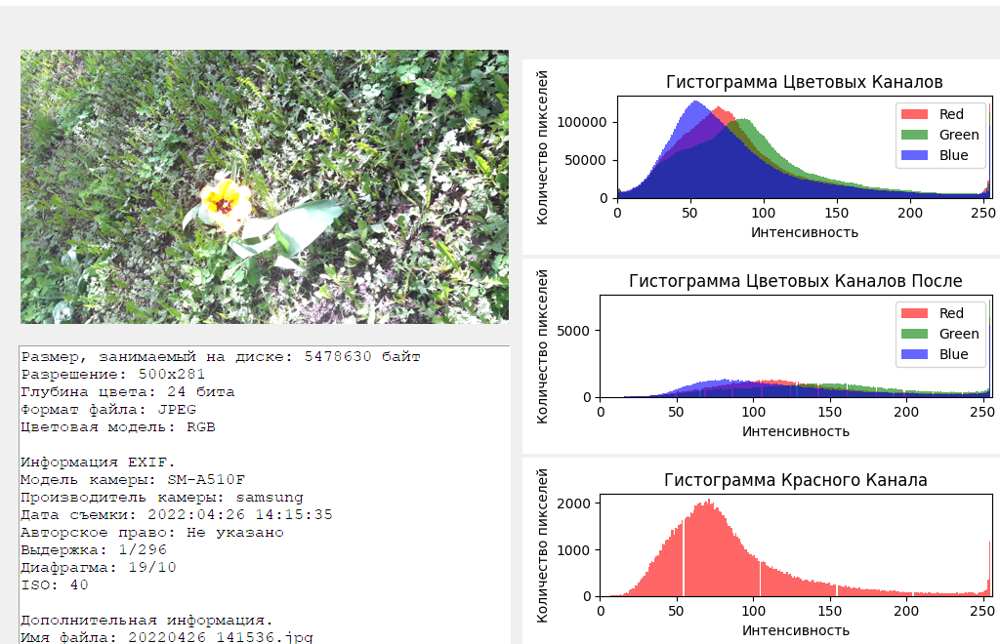 Гистограмма Цветовых Каналов
Количество пикселей
100000
50000
0
Red
Green
Blue
0 50 100 150 200 250
Интенсивность
Гистограмма Цветовых Каналов После
Количество пикселей
5000
0
Red
Green
Blue
0 50 100 150 200 250
Интенсивность
Гистограмма Красного Канала
Количество пикселей
2000
1000
0
0 50 100 150 200 250
Интенсивность
Размер, занимаемый на диске: 5478630 байт
Разрешение: 500x281
Глубина цвета: 24 бита
Формат файла: JPEG
Цветовая модель: RGB
Информация EXIF.
Модель камеры: SM-A510F
Производитель камеры: samsung
Дата съемки: 2022:04:26 14:15:35
Авторское право: Не указано
Выдержка: 1/296
Диафрагма: 19/10
ISO: 40
Дополнительная информация.
Имя файла: 20220426_141536.jpg